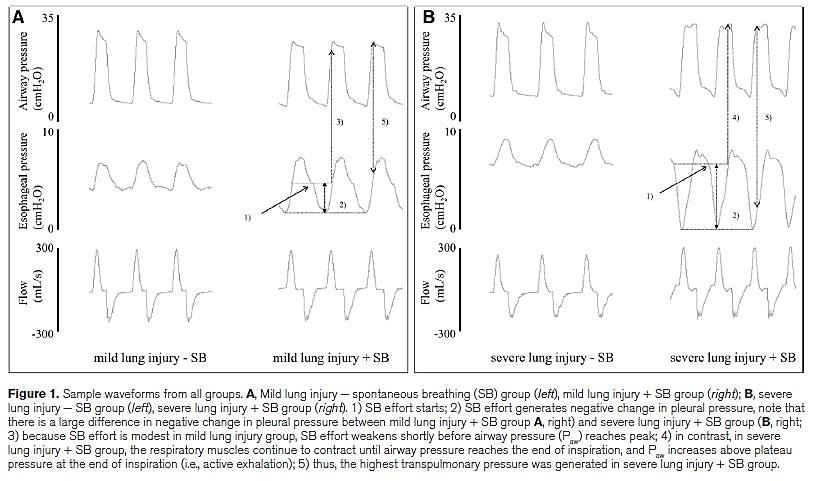 A
B
35
Airway pressure
(cmH2O)
0
10
Esophageal pressure
(cmH2O)
0
300
Flow
(mL/s)
-300
1)
2)
3)
5)
mild lung injury - SB
mild lung injury + SB
35
Airway pressure
(cmH2O)
0
10
Esophageal pressure
(cmH2O)
0
300
Flow
(mL/s)
-300
1)
2)
4)
5)
severe lung injury - SB
severe lung injury + SB
Figure 1. Sample waveforms from all groups. A, Mild lung injury – spontaneous breathing (SB) group (left), mild lung injury + SB group (right); B, severe
lung injury – SB group (left), severe lung injury + SB group (right). 1) SB effort starts; 2) SB effort generates negative change in pleural pressure, note that
there is a large difference in negative change in pleural pressure between mild lung injury + SB group A, right) and severe lung injury + SB group (B, right;
3) because SB effort is modest in mild lung injury group, SB effort weakens shortly before airway pressure (Paw) reaches peak; 4) in contrast, in severe
lung injury + SB group, the respiratory muscles continue to contract until airway pressure reaches the end of inspiration, and Paw increases above plateau
pressure at the end of inspiration (i.e., active exhalation); 5) thus, the highest transpulmonary pressure was generated in severe lung injury + SB group.